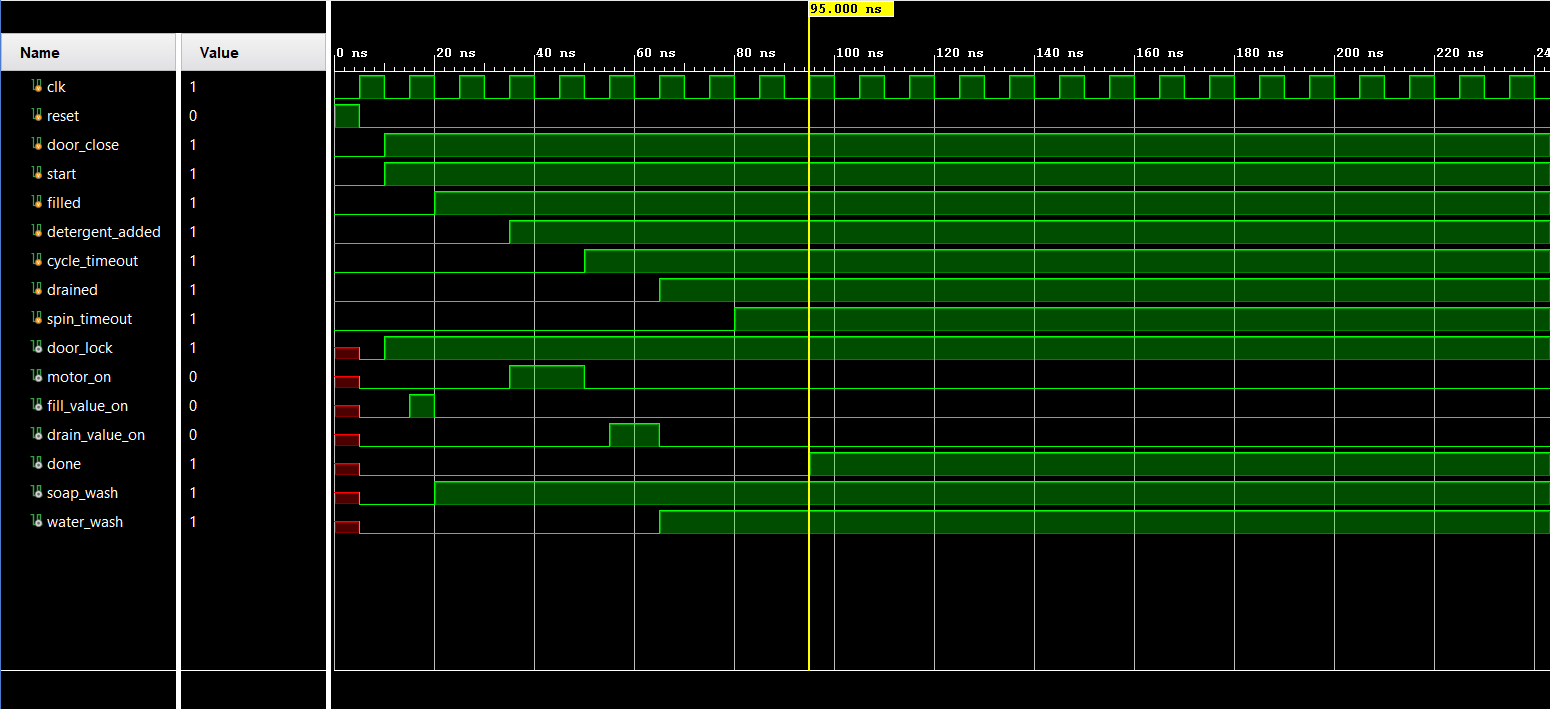 95.000 ns
Name Value
0 ns 20 ns 40 ns 60 ns 80 ns 100 ns 120 ns 140 ns 160 ns 180 ns 200 ns 220 ns 24
clk 1
reset 0
door_close 1
start 1
filled 1
detergent_added 1
cycle_timeout 1
drained 1
spin_timeout 1
door_lock 1
motor_on 0
fill_value_on 0
drain_value_on 0
done 1
soap_wash 1
water_wash 1